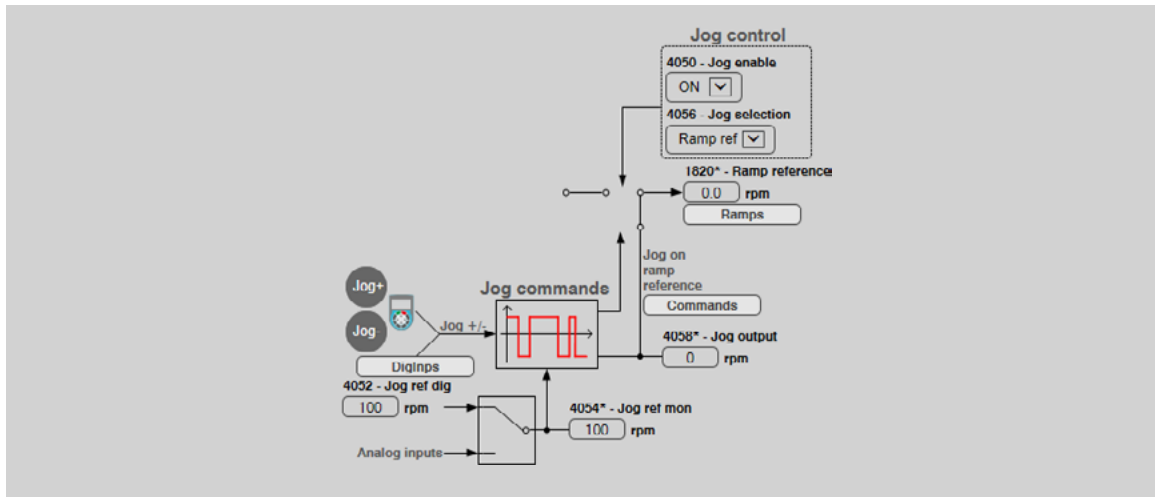 Jog control
4050 - Jog enable
ON
4056 - Jog selection
Ramp ref
1820* - Ramp reference
0.0 rpm
Ramps
Jog on
ramp
reference
Commands
Jog+
Jog-
Jog +/-
Jog commands
DigInps
4058* - Jog output
0 rpm
4052 - Jog ref dig
100 rpm
4054* - Jog ref mon
100 rpm
Analog inputs